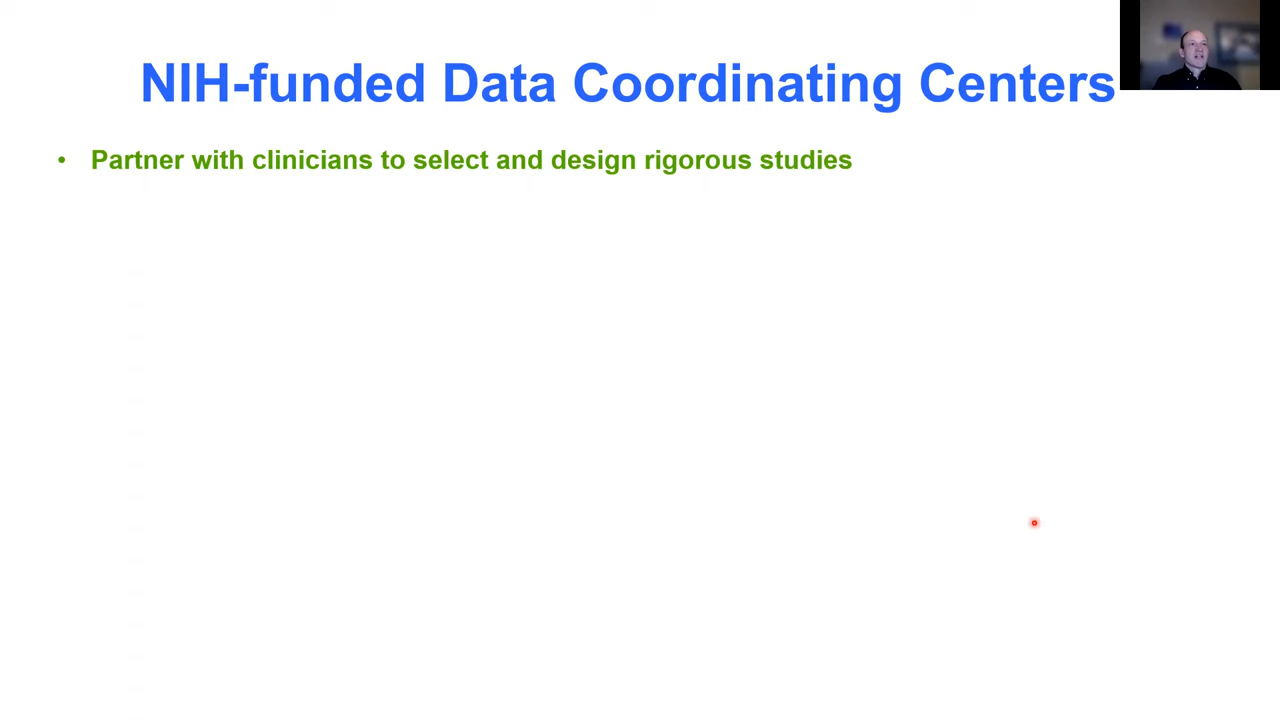 NIH-funded Data Coordinating Centers
• Partner with clinicians to select and design rigorous studies